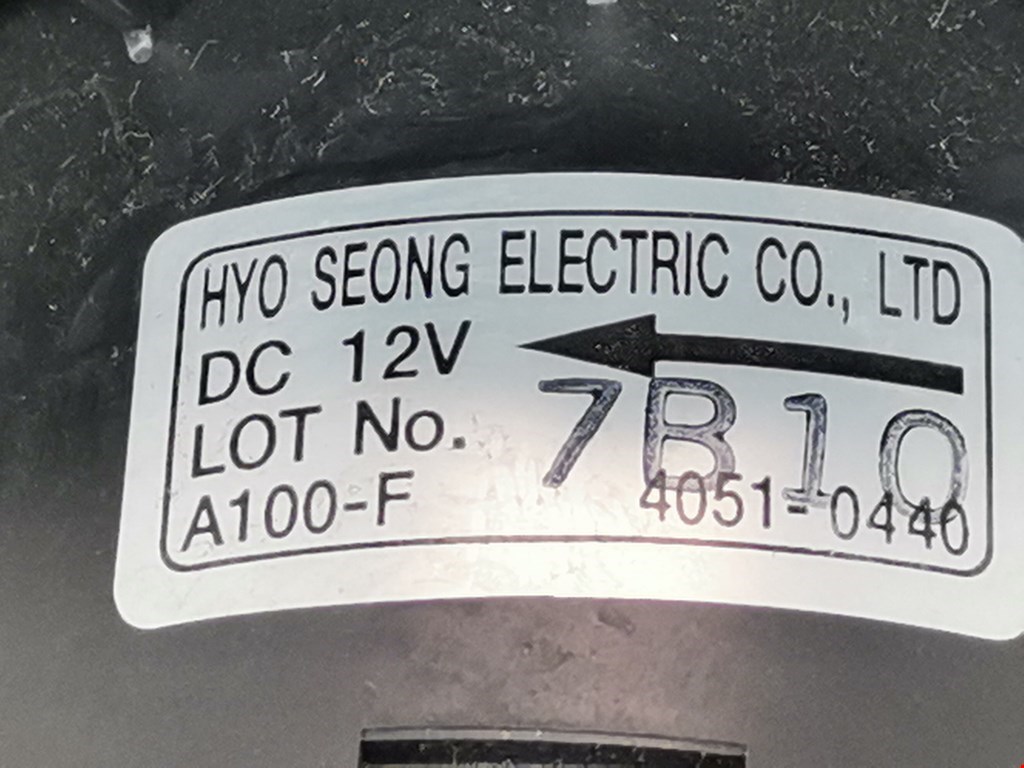 HYO SEONG ELECTRIC CO., LTD
DC 12V
LOT No. 7B10
A100-F 4051-0440